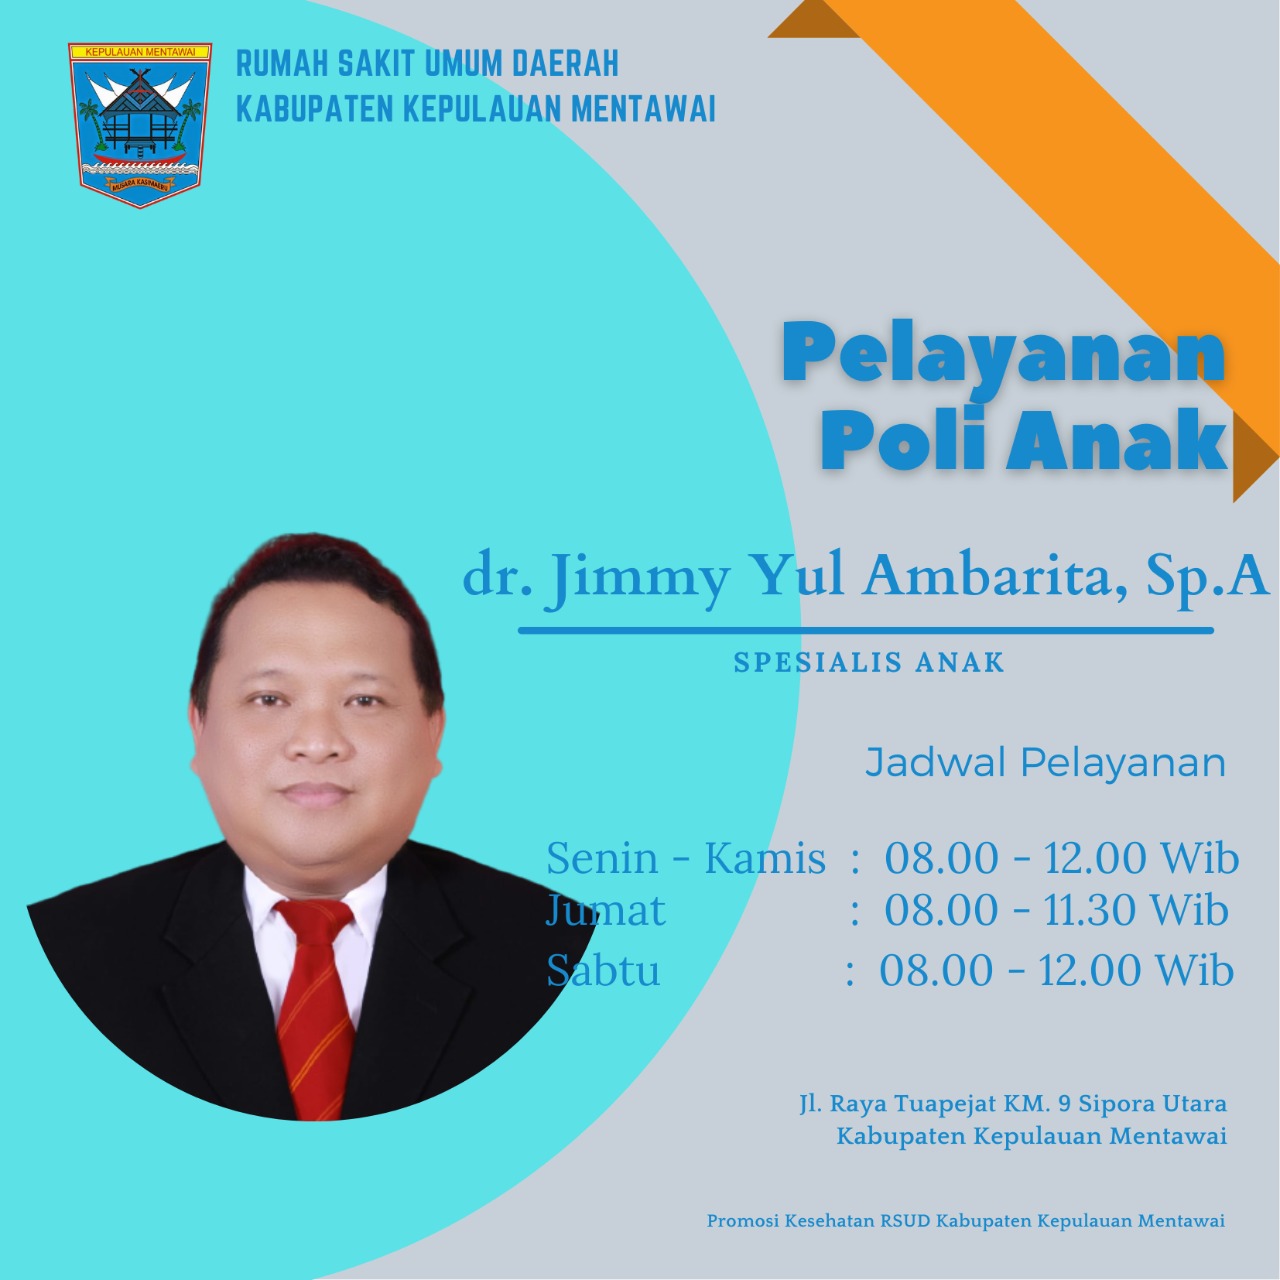 KEPULAUAN MENTAWAI
MUSARA KASIMAERU
RUMAH SAKIT UMUM DAERAH
KABUPATEN KEPULAUAN MENTAWAI
Pelayanan
Poli Anak
dr. Jimmy Yul Ambarita, Sp.A
SPESIALIS ANAK
Jadwal Pelayanan
Senin - Kamis : 08.00 - 12.00 Wib
Jumat : 08.00 - 11.30 Wib
Sabtu : 08.00 - 12.00 Wib
Jl. Raya Tuapejat KM. 9 Sipora Utara
Kabupaten Kepulauan Mentawai
Promosi Kesehatan RSUD Kabupaten Kepulauan Mentawai